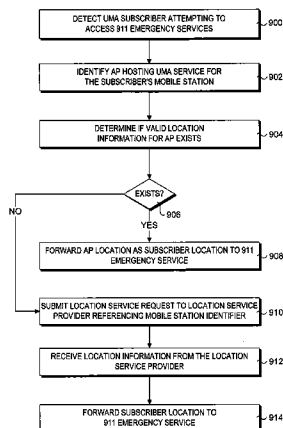 DETECT UMA SUBSCRIBER ATTEMPTING TO
ACCESS 911 EMERGENCY SERVICES
900
IDENTIFY AP HOSTING UMA SERVICE FOR
THE SUBSCRIBER'S MOBILE STATION
902
DETERMINE IF VALID LOCATION
INFORMATION FOR AP EXISTS
904
EXISTS?
906
NO
YES
FORWARD AP LOCATION AS SUBSCRIBER LOCATION TO 911
EMERGENCY SERVICE
908
SUBMIT LOCATION SERVICE REQUEST TO LOCATION SERVICE
PROVIDER REFERENCING MOBILE STATION IDENTIFIER
910
RECEIVE LOCATION INFORMATION FROM THE LOCATION
SERVICE PROVIDER
912
FORWARD SUBSCRIBER LOCATION TO
911 EMERGENCY SERVICE
914